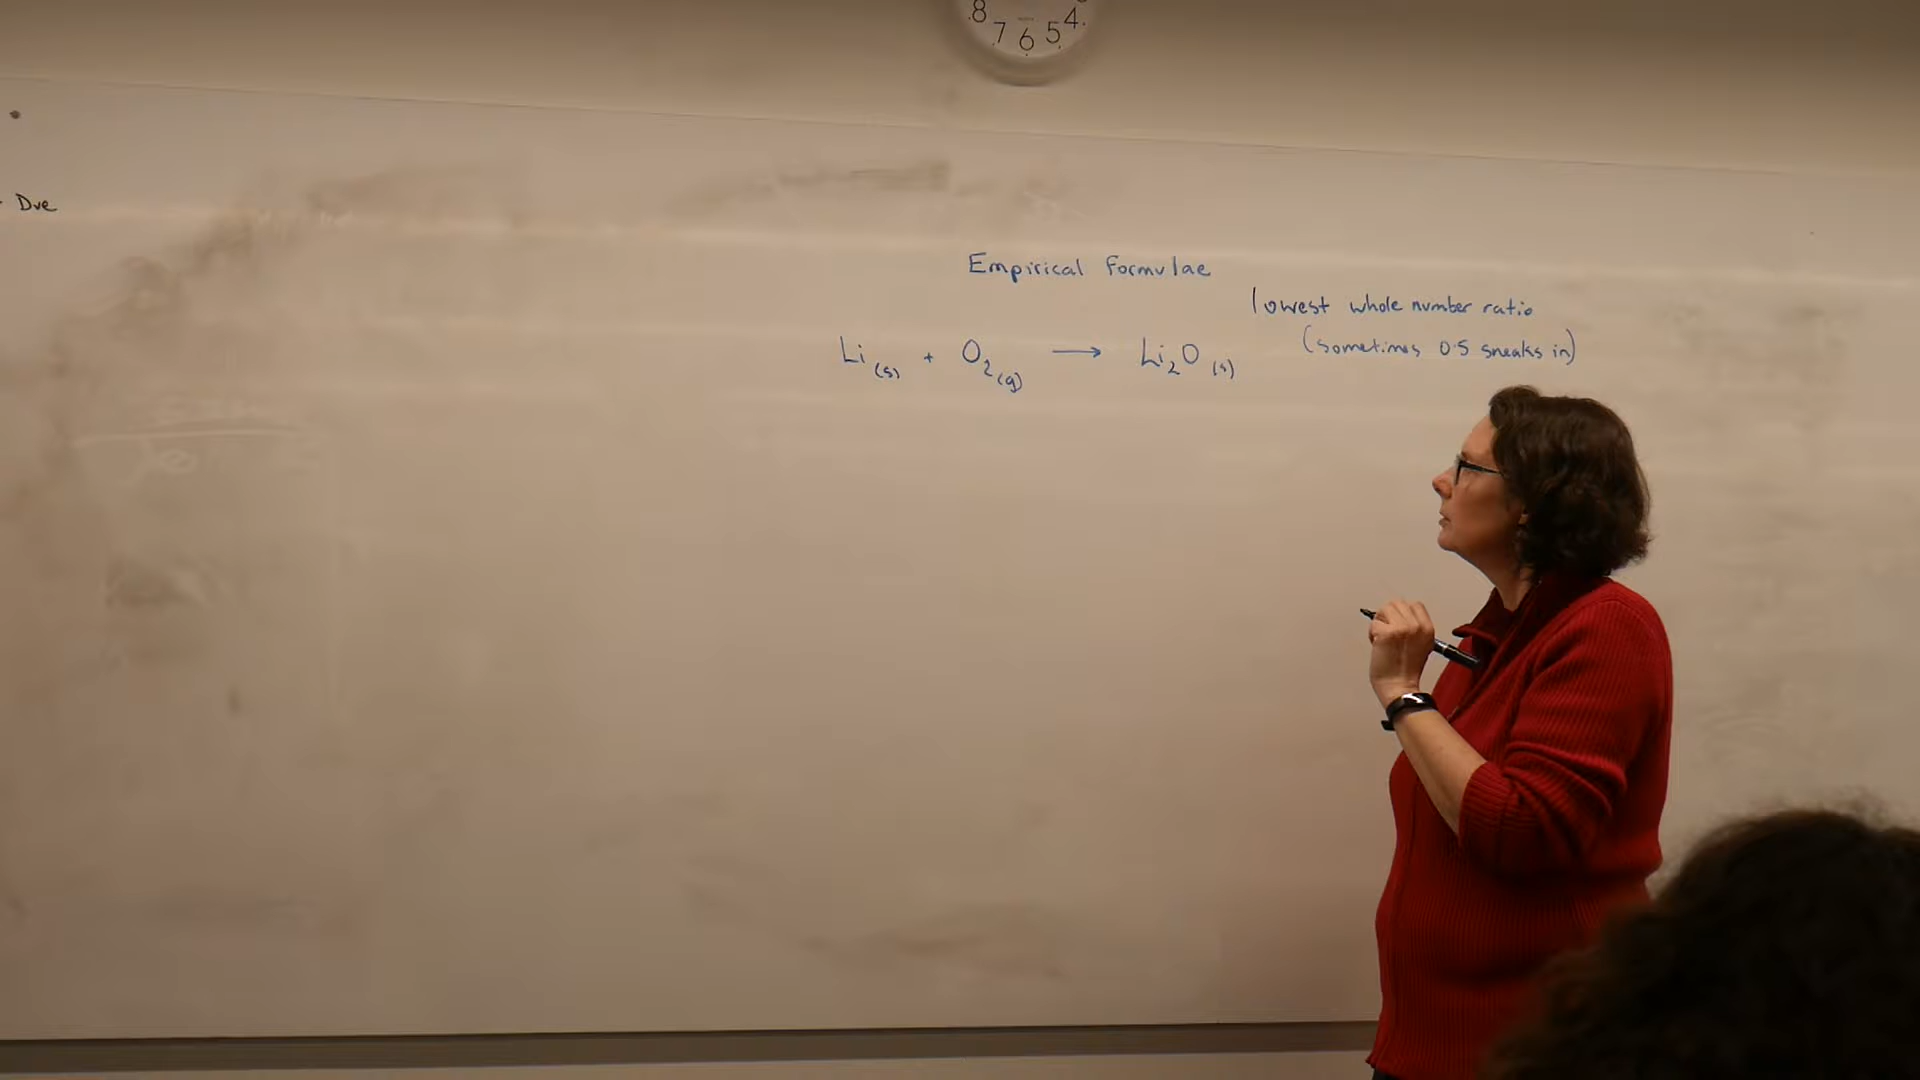 8 7 6 5 4
Due
Empirical Formulae
lowest whole number ratio
(sometimes 0.5 sneaks in)
Li(s) + O2(g) → Li2O(s)